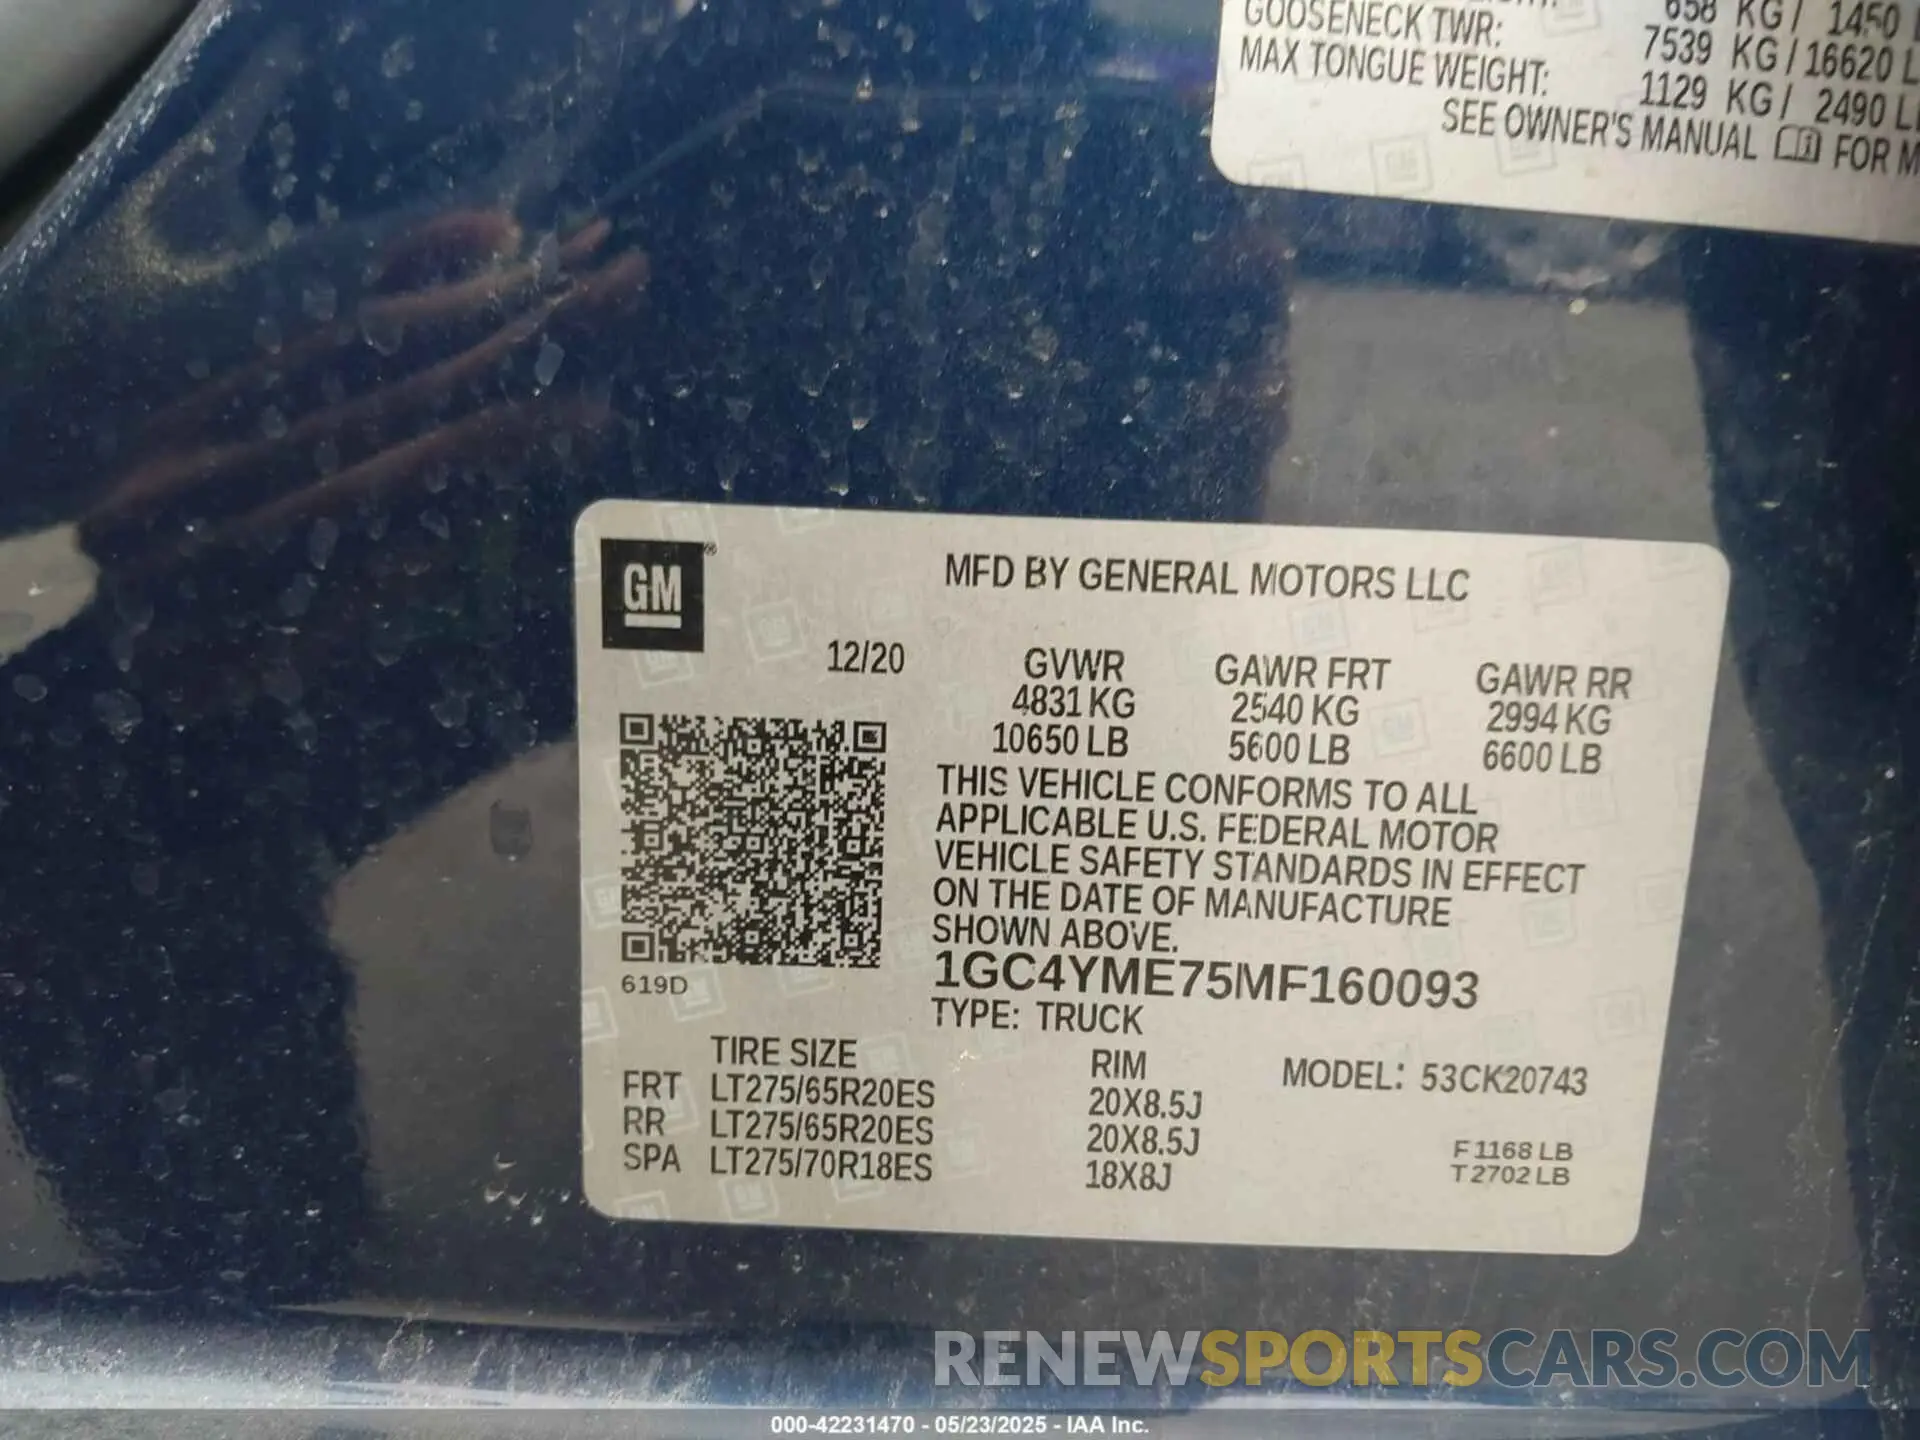 658 KG / 1450
GOOSENECK TWR: 7539 KG / 16620 L
MAX TONGUE WEIGHT: 1129 KG / 2490 LB
SEE OWNER'S MANUAL FOR M
GM®
MFD BY GENERAL MOTORS LLC
12/20 GVWR GAWR FRT GAWR RR
4831 KG 2540 KG 2994 KG
10650 LB 5600 LB 6600 LB
THIS VEHICLE CONFORMS TO ALL
APPLICABLE U.S. FEDERAL MOTOR
VEHICLE SAFETY STANDARDS IN EFFECT
ON THE DATE OF MANUFACTURE
SHOWN ABOVE.
619D
1GC4YME75MF160093
TYPE: TRUCK
TIRE SIZE RIM MODEL: 53CK20743
FRT LT275/65R20ES 20X8.5J
RR LT275/65R20ES 20X8.5J
SPA LT275/70R18ES 18X8J
F 1168 LB
T 2702 LB
RENEWSPORTSCARS.COM
000-42231470 - 05/23/2025 - IAA Inc.